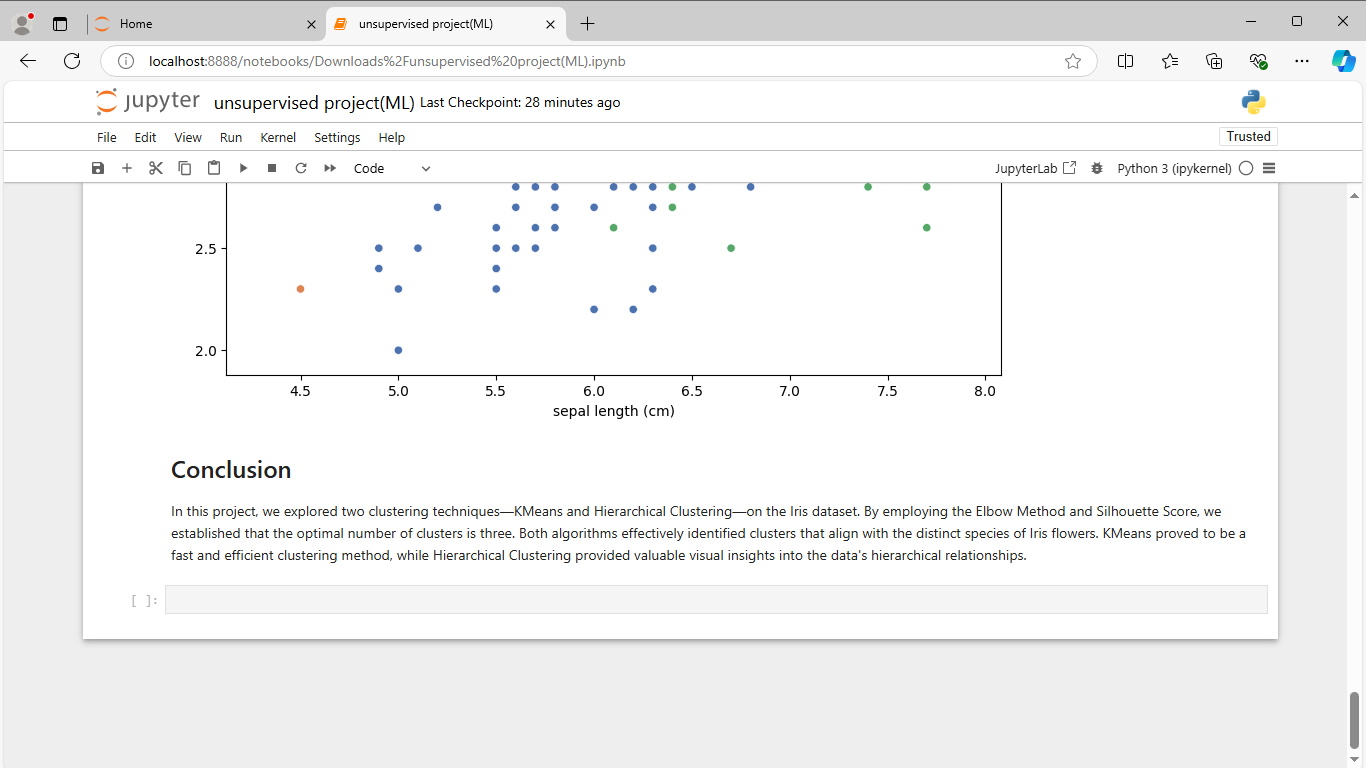 Home
unsupervised project(ML)
localhost:8888/notebooks/Downloads%2Funsupervised%20project(ML).ipynb
jupyter unsupervised project(ML) Last Checkpoint: 28 minutes ago
File Edit View Run Kernel Settings Help
Trusted
Code
JupyterLab
Python 3 (ipykernel)
2.5
2.0
4.5 5.0 5.5 6.0 6.5 7.0 7.5 8.0
sepal length (cm)
Conclusion
In this project, we explored two clustering techniques—KMeans and Hierarchical Clustering—on the Iris dataset. By employing the Elbow Method and Silhouette Score, we
established that the optimal number of clusters is three. Both algorithms effectively identified clusters that align with the distinct species of Iris flowers. KMeans proved to be a
fast and efficient clustering method, while Hierarchical Clustering provided valuable visual insights into the data's hierarchical relationships.
[ ]: